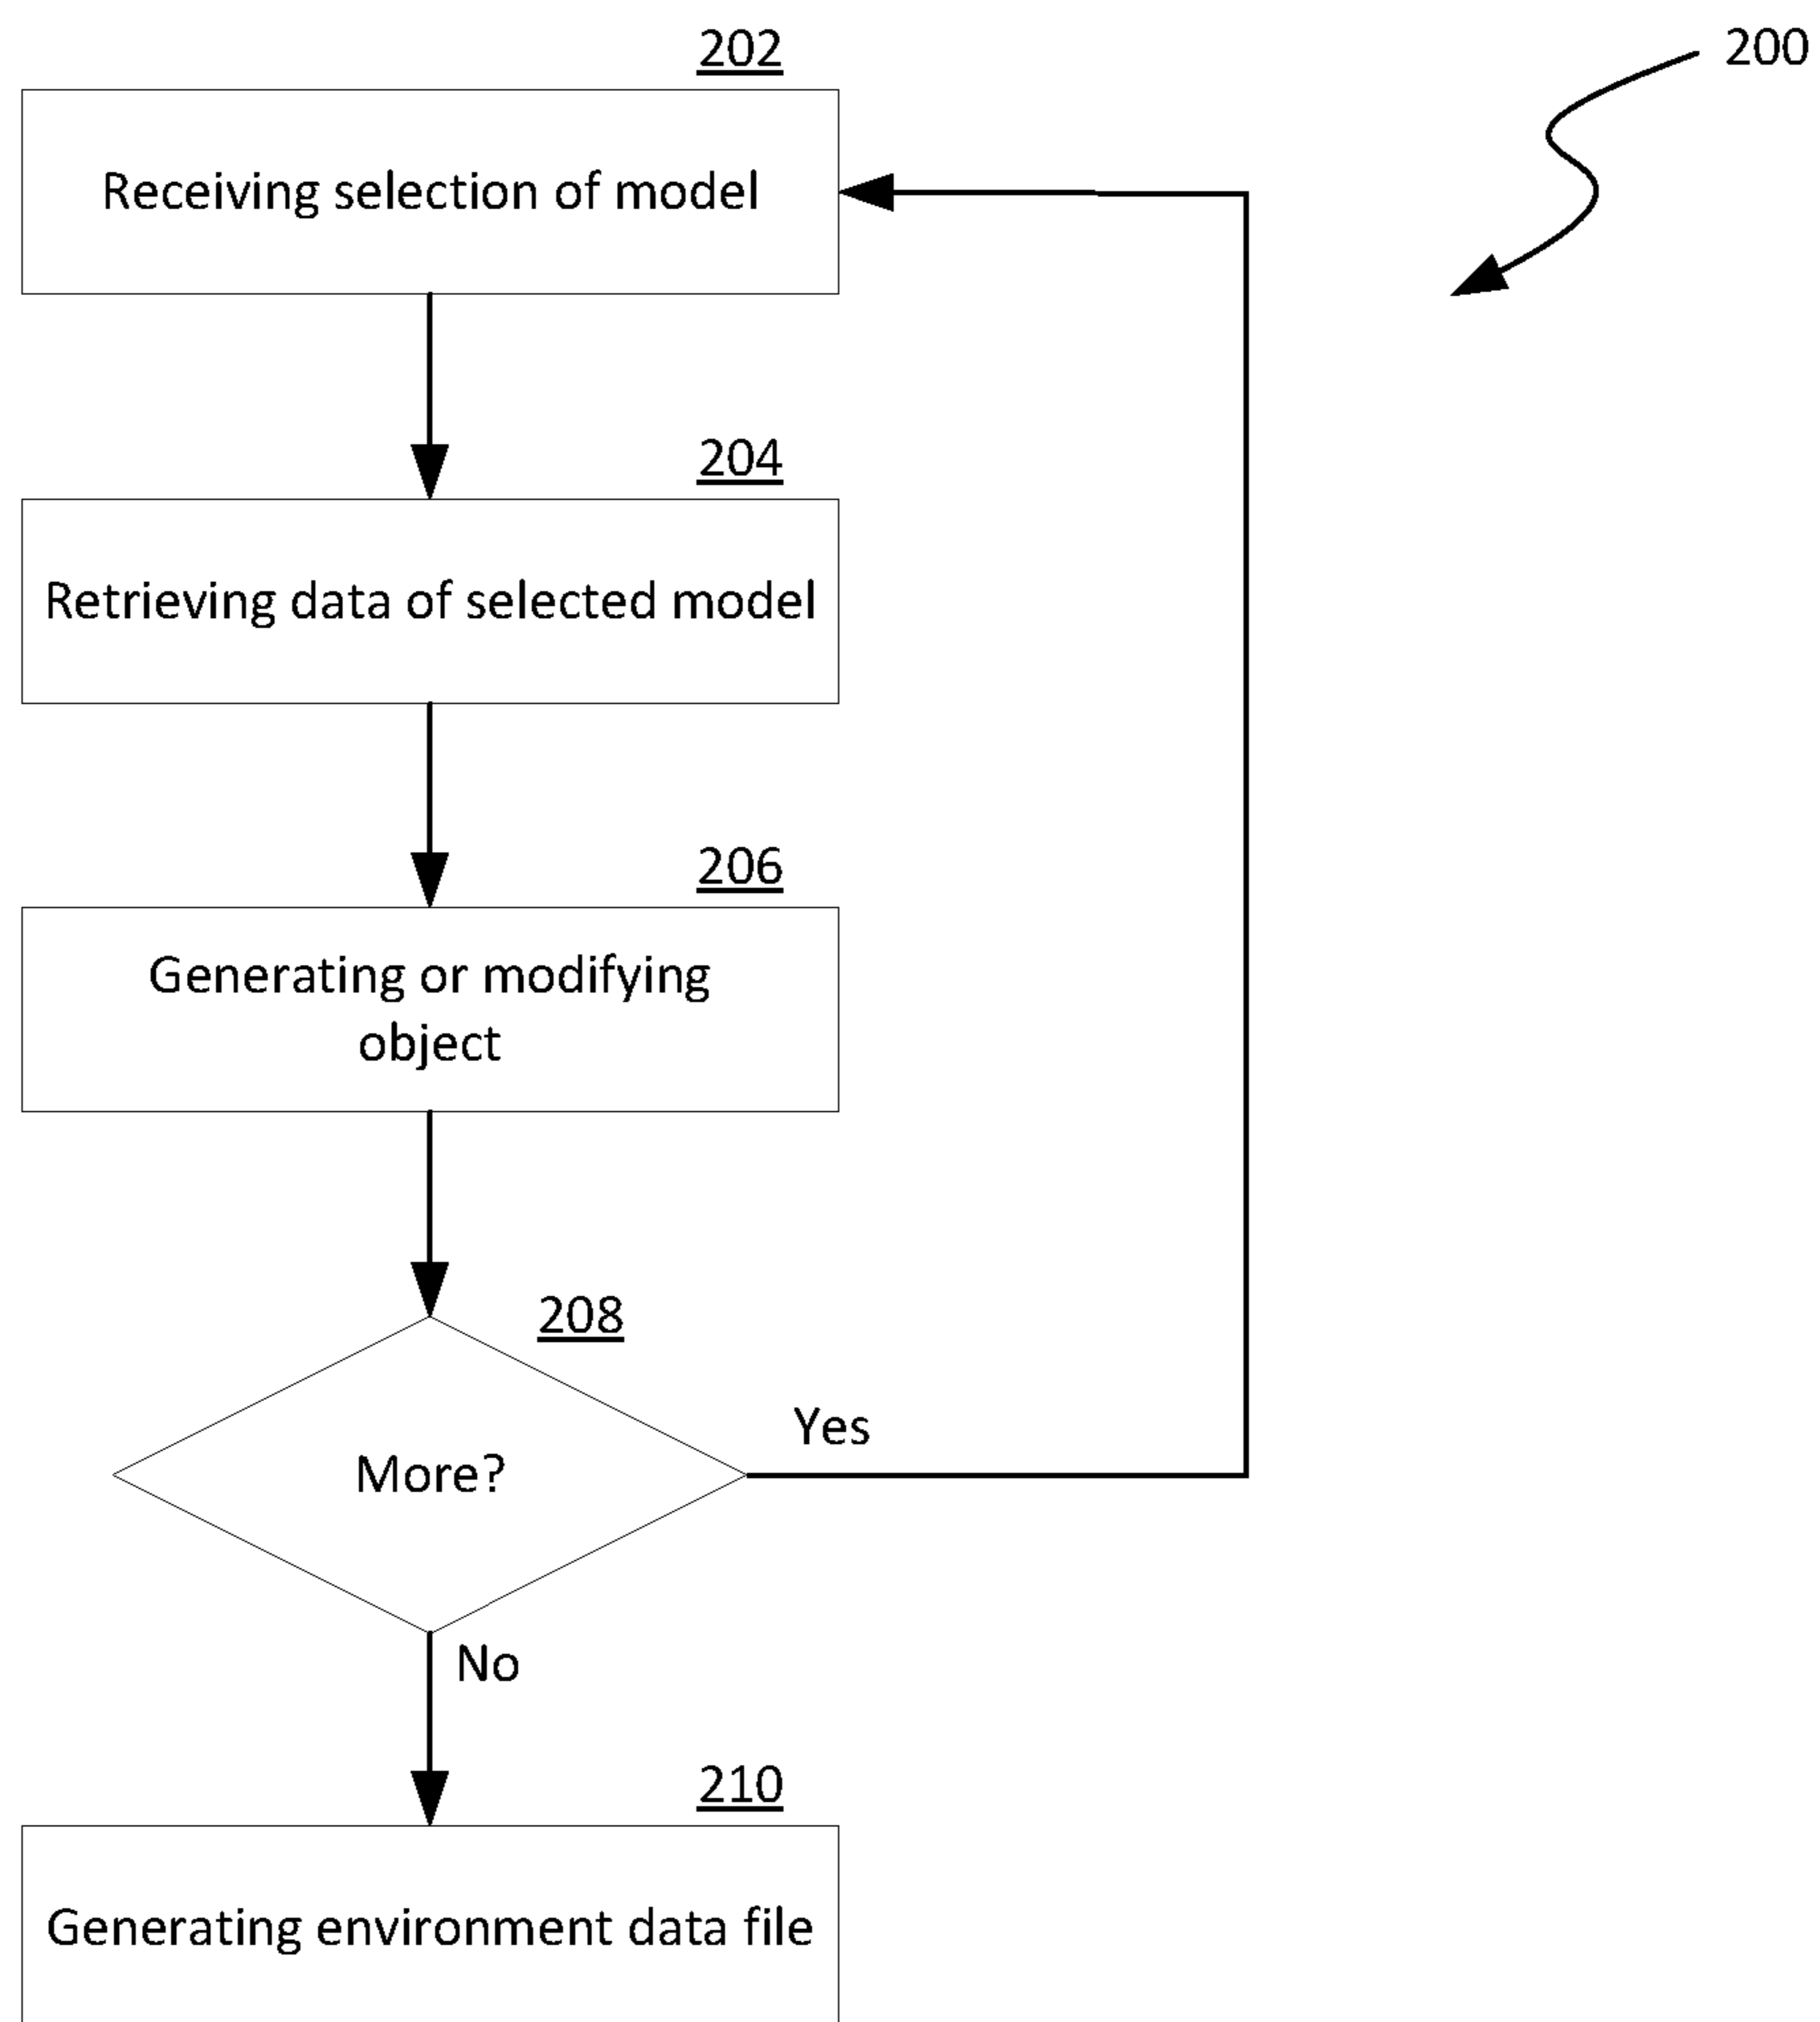 202
200
Receiving selection of model
204
Retrieving data of selected model
206
Generating or modifying
object
208
More?
Yes
No
210
Generating environment data file